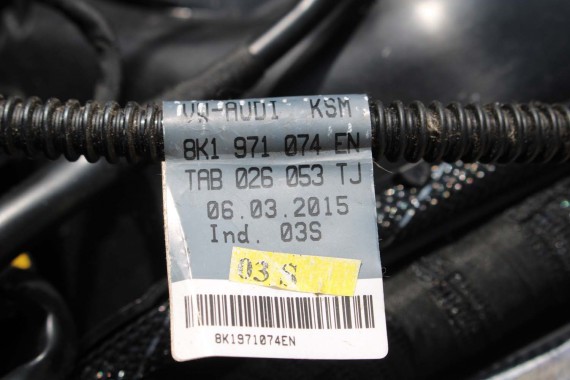 VW-AUDI KSM
8K1 971 074 EN
TAB 026 053 TJ
06.03.2015
Ind. 03S
03 S
8K1971074EN